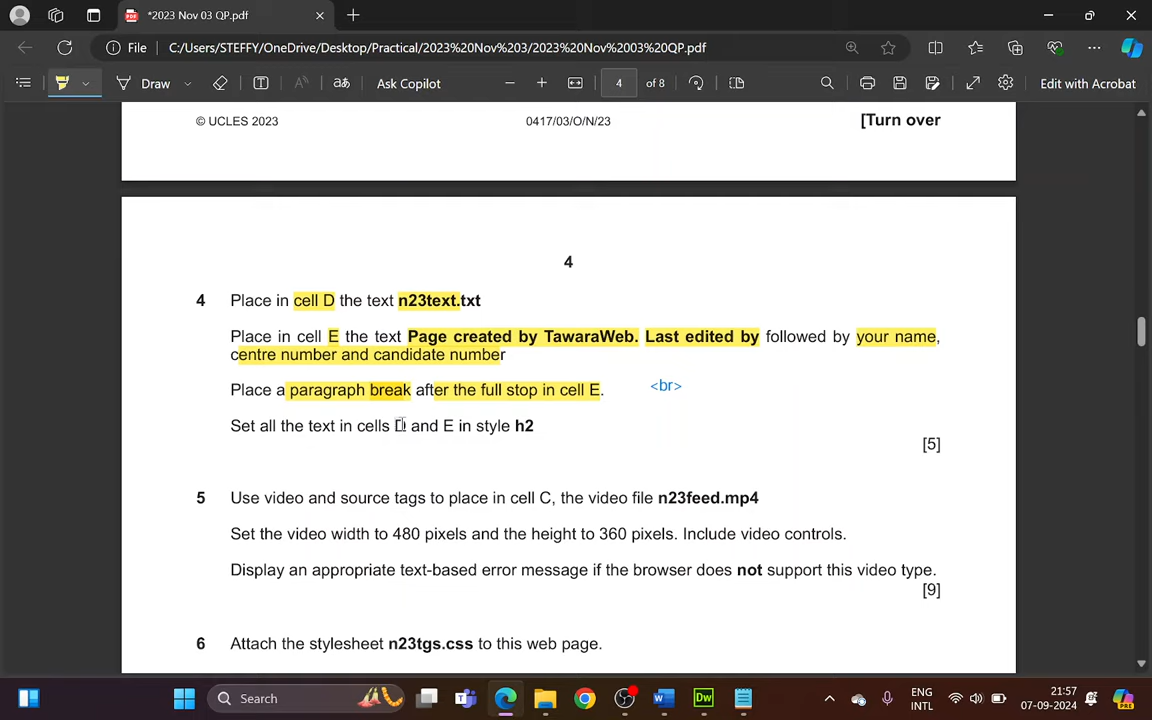 *2023 Nov 03 QP.pdf
File
C:/Users/STEFFY/OneDrive/Desktop/Practical/2023%20Nov%203/2023%20Nov%2003%20QP.pdf
Draw
Ask Copilot
4
of 8
Edit with Acrobat
© UCLES 2023
0417/03/O/N/23
[Turn over
4
4 Place in cell D the text n23text.txt
Place in cell E the text Page created by TawaraWeb. Last edited by followed by your name,
centre number and candidate number
Place a paragraph break after the full stop in cell E.
<br>
Set all the text in cells D and E in style h2
[5]
5 Use video and source tags to place in cell C, the video file n23feed.mp4
Set the video width to 480 pixels and the height to 360 pixels. Include video controls.
Display an appropriate text-based error message if the browser does not support this video type.
[9]
6 Attach the stylesheet n23tgs.css to this web page.
Search
ENG
INTL
21:57
07-09-2024